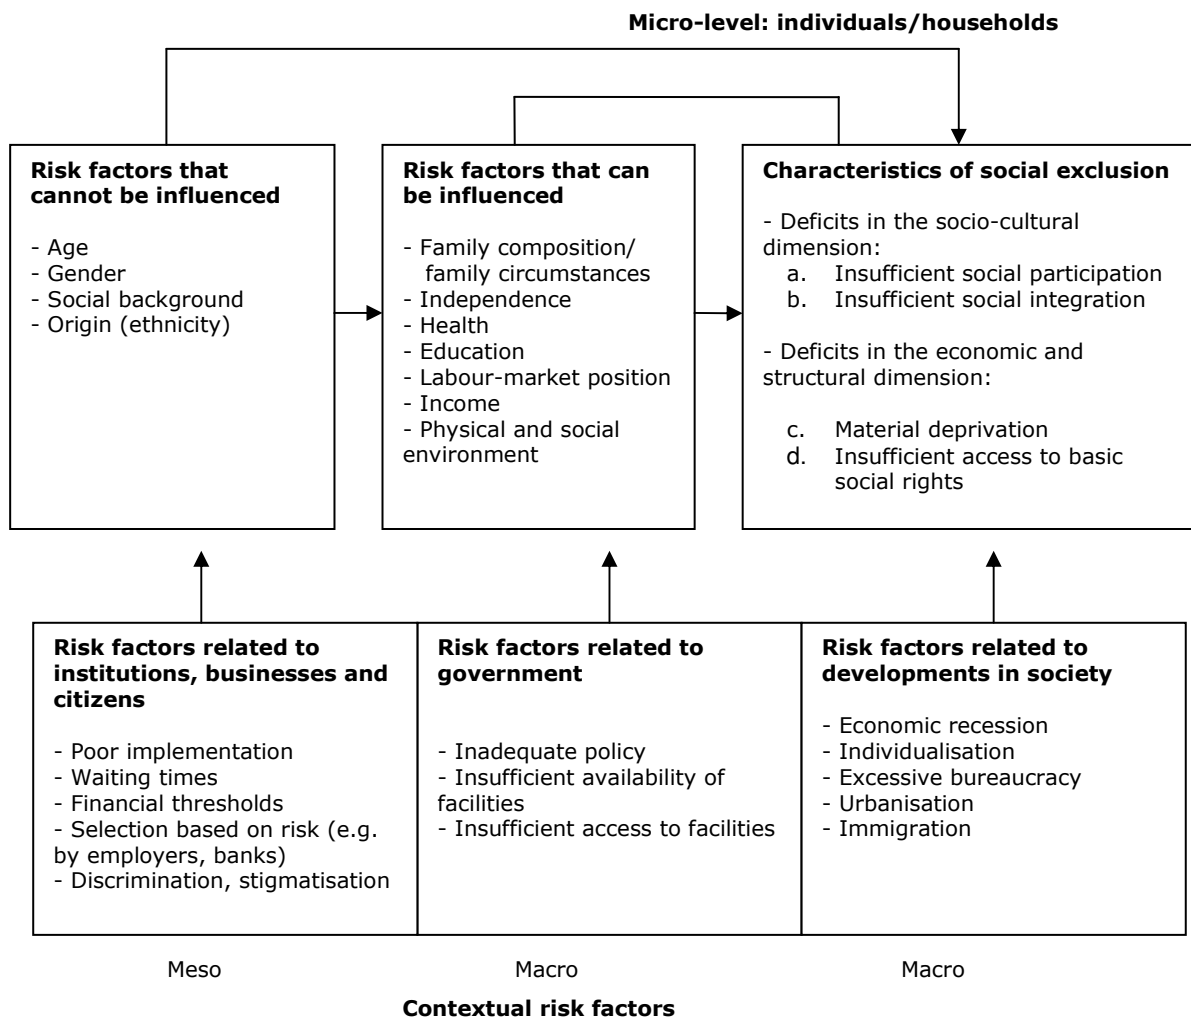 Micro-level: individuals/households
Risk factors that
cannot be influenced
- Age
- Gender
- Social background
- Origin (ethnicity)
Risk factors that can
be influenced
- Family composition/
family circumstances
- Independence
- Health
- Education
- Labour-market position
- Income
- Physical and social
environment
Characteristics of social exclusion
- Deficits in the socio-cultural
dimension:
a. Insufficient social participation
b. Insufficient social integration
- Deficits in the economic and
structural dimension:
c. Material deprivation
d. Insufficient access to basic
social rights
Risk factors related to
institutions, businesses and
citizens
- Poor implementation
- Waiting times
- Financial thresholds
- Selection based on risk (e.g.
by employers, banks)
- Discrimination, stigmatisation
Risk factors related to
government
- Inadequate policy
- Insufficient availability of
facilities
- Insufficient access to facilities
Risk factors related to
developments in society
- Economic recession
- Individualisation
- Excessive bureaucracy
- Urbanisation
- Immigration
Meso
Macro
Macro
Contextual risk factors